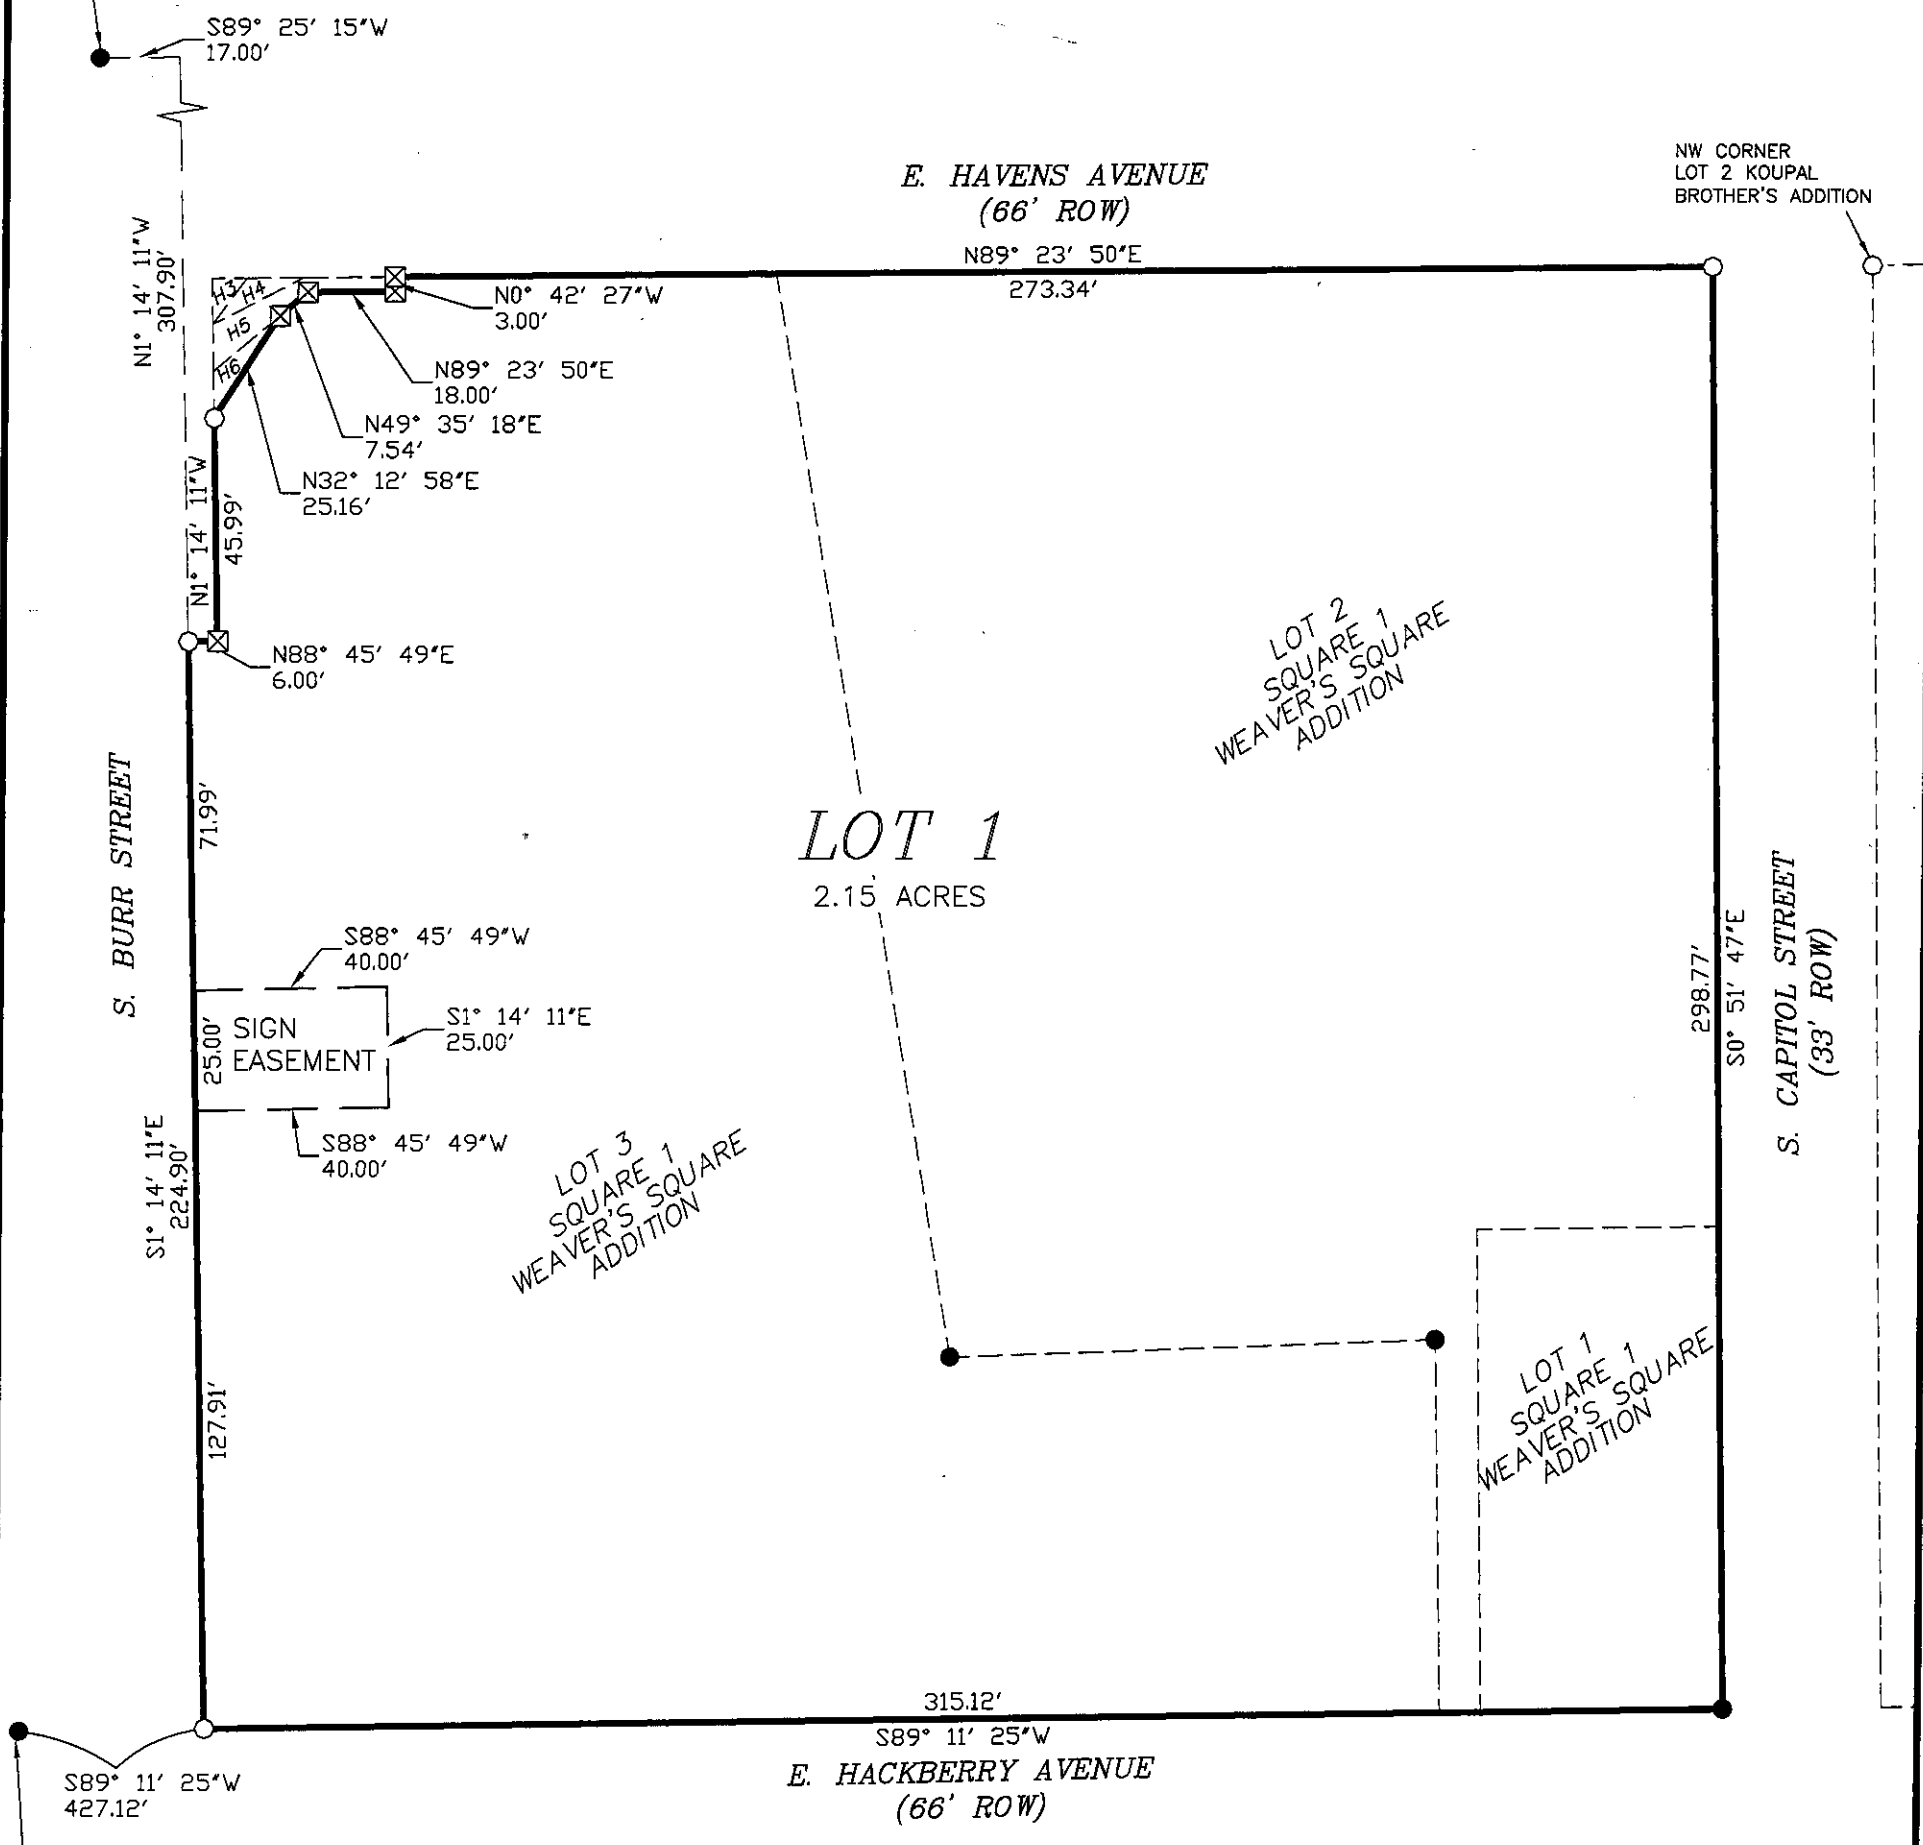 S89° 25' 15"W
17.00'
E. HAVENS AVENUE
(66' ROW)
NW CORNER
LOT 2 KOUPAL
BROTHER'S ADDITION
N89° 23' 50"E
273.34'
N1° 14' 11"W
307.90'
H3
H4
H5
H6
N0° 42' 27"W
3.00'
N89° 23' 50"E
18.00'
N49° 35' 18"E
7.54'
N32° 12' 58"E
25.16'
N1° 14' 11"W
45.99'
N88° 45' 49"E
6.00'
LOT 2
SQUARE 1
WEAVER'S SQUARE
ADDITION
S. BURR STREET
71.99'
LOT 1
2.15 ACRES
S88° 45' 49"W
40.00'
25.00'
SIGN
EASEMENT
S1° 14' 11"E
25.00'
S88° 45' 49"W
40.00'
298.77'
S0° 51' 47"E
S. CAPITOL STREET
(33' ROW)
S1° 14' 11"E
224.90'
LOT 3
SQUARE 1
WEAVER'S SQUARE
ADDITION
127.91'
LOT 1
SQUARE 1
WEAVER'S SQUARE
ADDITION
315.12'
S89° 11' 25"W
E. HACKBERRY AVENUE
(66' ROW)
S89° 11' 25"W
427.12'